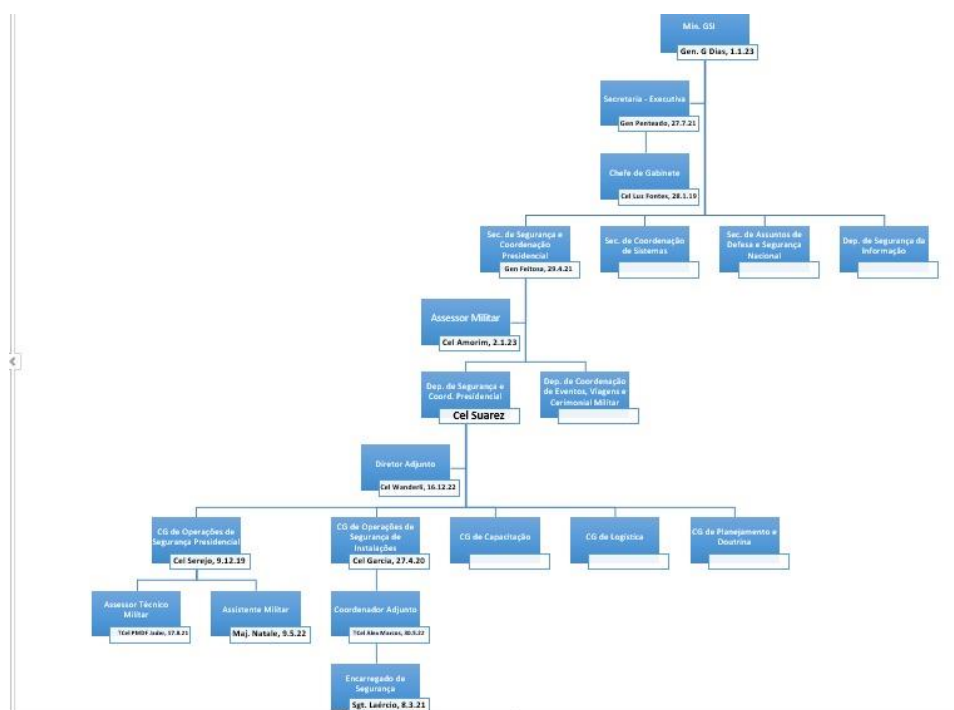 Min. GSI
Gen. G Dias, 1.1.23
Secretaria - Executiva
Gen Penteado, 27.7.21
Chefe de Gabinete
Cel Luz Fontes, 28.1.19
Sec. de Segurança e
Coordenação
Presidencial
Gen Feitosa, 29.4.21
Sec. de Coordenação
de Sistemas
Sec. de Assuntos de
Defesa e Segurança
Nacional
Dep. de Segurança da
Informação
Assessor Militar
Cel Amorim, 2.1.23
Dep. de Segurança e
Coord. Presidencial
Cel Suarez
Dep. de Coordenação
de Eventos, Viagens e
Cerimonial Militar
Diretor Adjunto
Cel Wanderli, 16.12.22
CG de Operações de
Segurança Presidencial
Cel Serejo, 9.12.19
CG de Operações de
Segurança de
Instalações
Cel Garcia, 27.4.20
CG de Capacitação
CG de Logística
CG de Planejamento e
Doutrina
Assessor Técnico
Militar
TCel PMDF
Assistente Militar
Maj. Natale, 9.5.22
Coordenador Adjunto
TCel Alex Marcos,
Encarregado de
Segurança
Sgt. Laércio, 8.3.21